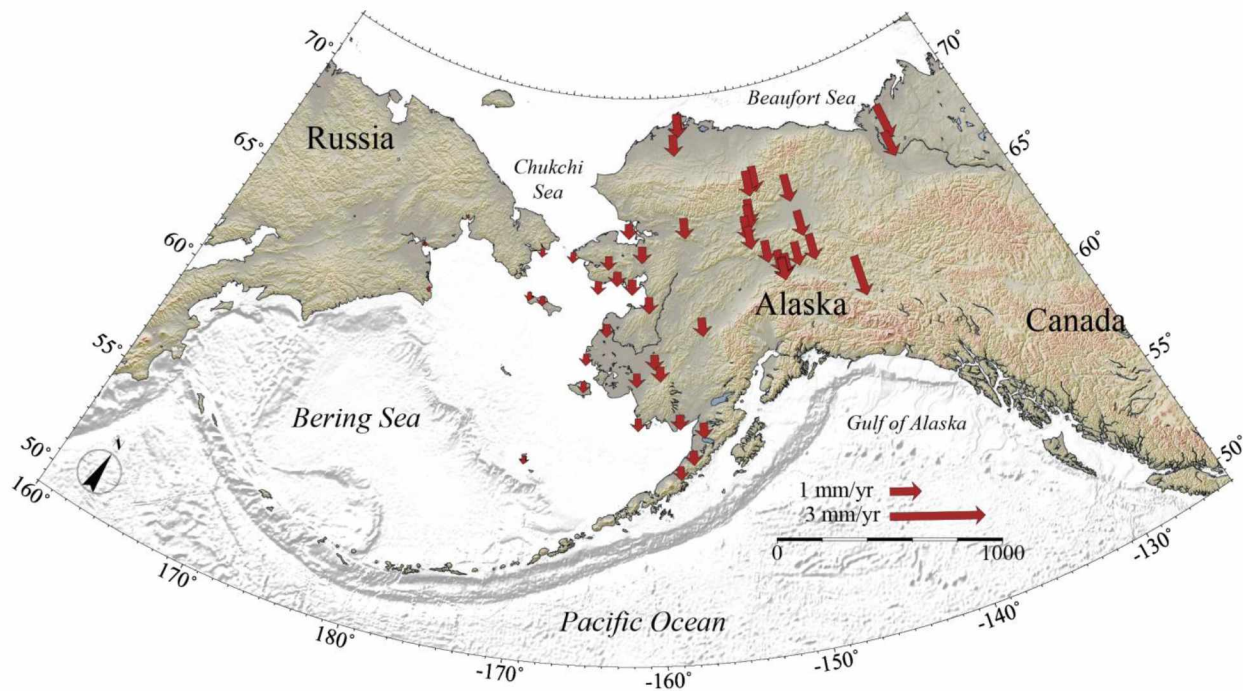 70°
70°
Beaufort Sea
Russia
65°
65°
Chukchi
Sea
60°
60°
Alaska
Canada
55°
55°
Bering Sea
Gulf of Alaska
50°
50°
160°
1 mm/yr
3 mm/yr
0
1000
-130°
170°
-140°
180°
Pacific Ocean
-150°
-170°
-160°